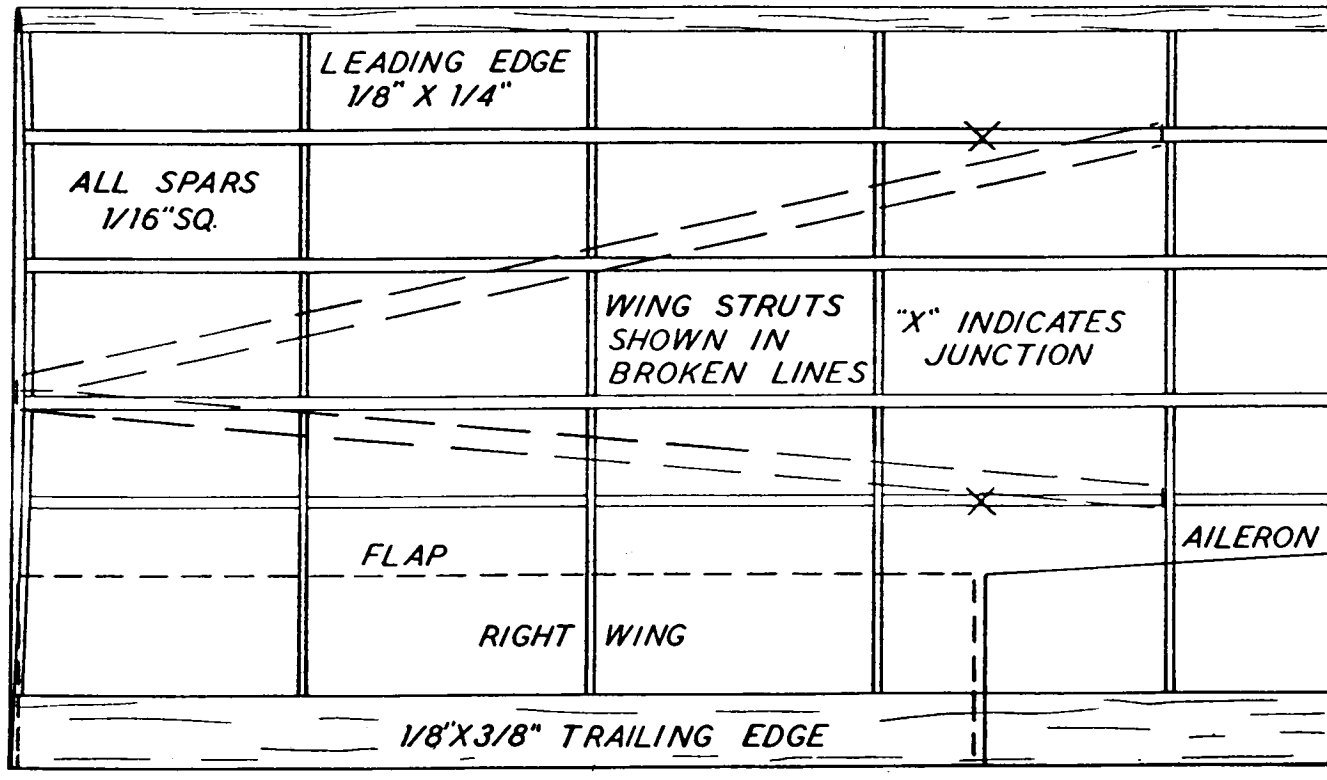 LEADING EDGE
1/8" X 1/4"
ALL SPARS
1/16" SQ.
WING STRUTS
SHOWN IN
BROKEN LINES
"X" INDICATES
JUNCTION
AILERON
FLAP
RIGHT WING
1/8"X3/8" TRAILING EDGE